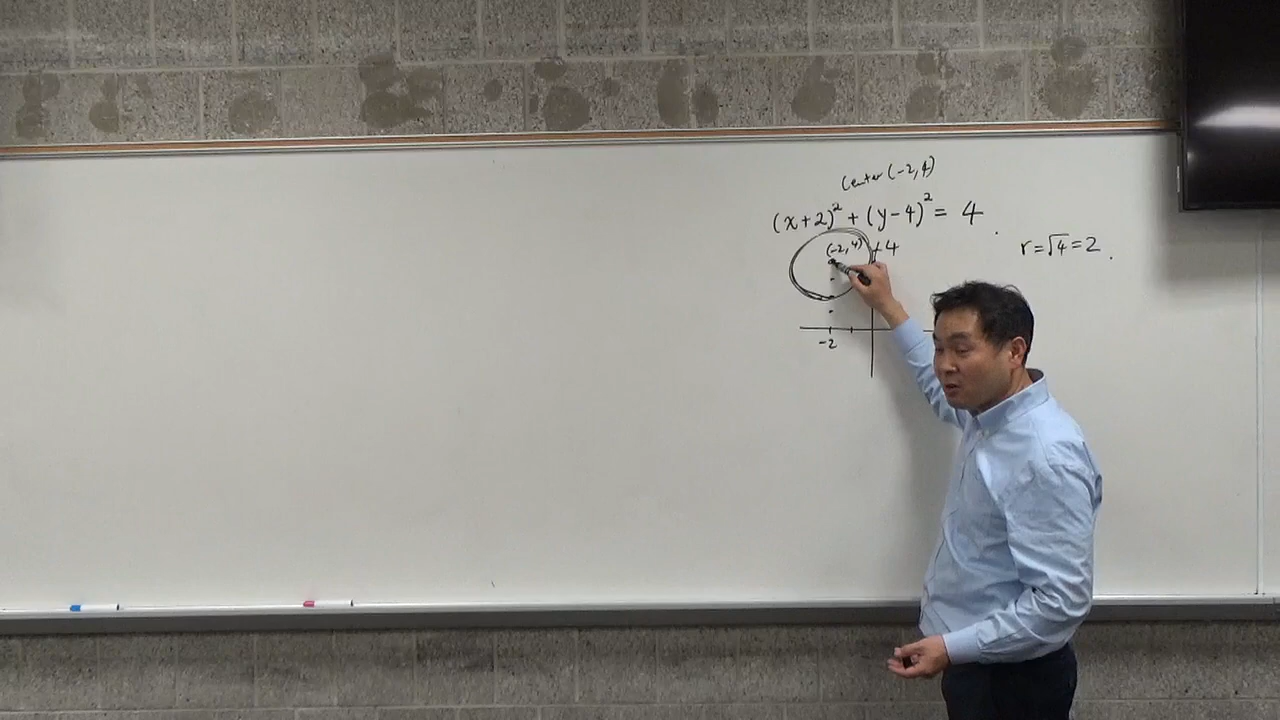 Center (-2, 4)
(x+2)² + (y-4)² = 4.
(-2, 4)
4
r = √4 = 2.
-2